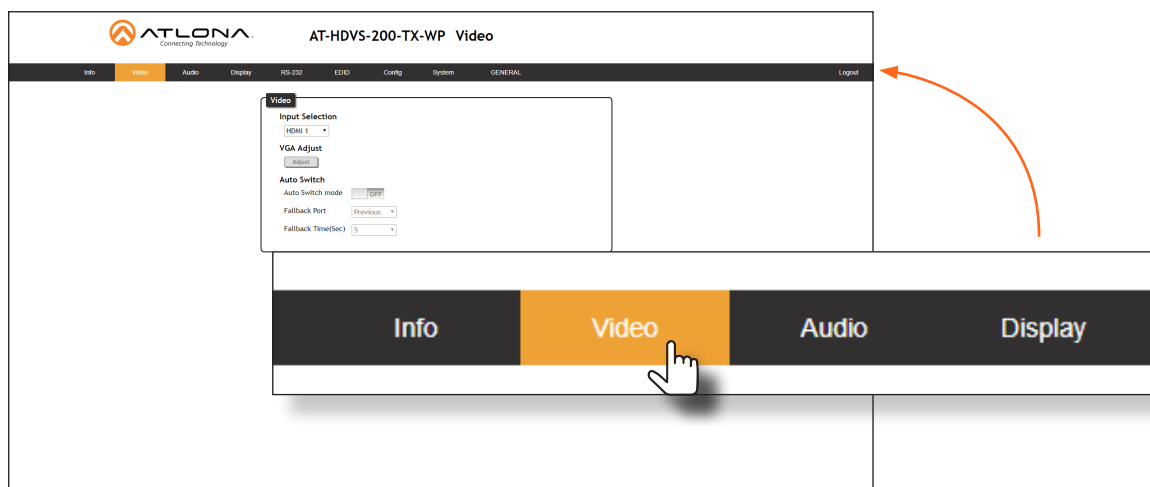 ATLONA.
Connecting Technology
AT-HDVS-200-TX-WP Video
Info Video Audio Display RS-232 EDID Config System GENERAL Logout
Video
Input Selection
HDMI 1
VGA Adjust
Adjust
Auto Switch
Auto Switch mode OFF
Fallback Port Previous
Fallback Time(Sec) 5
Info Video Audio Display